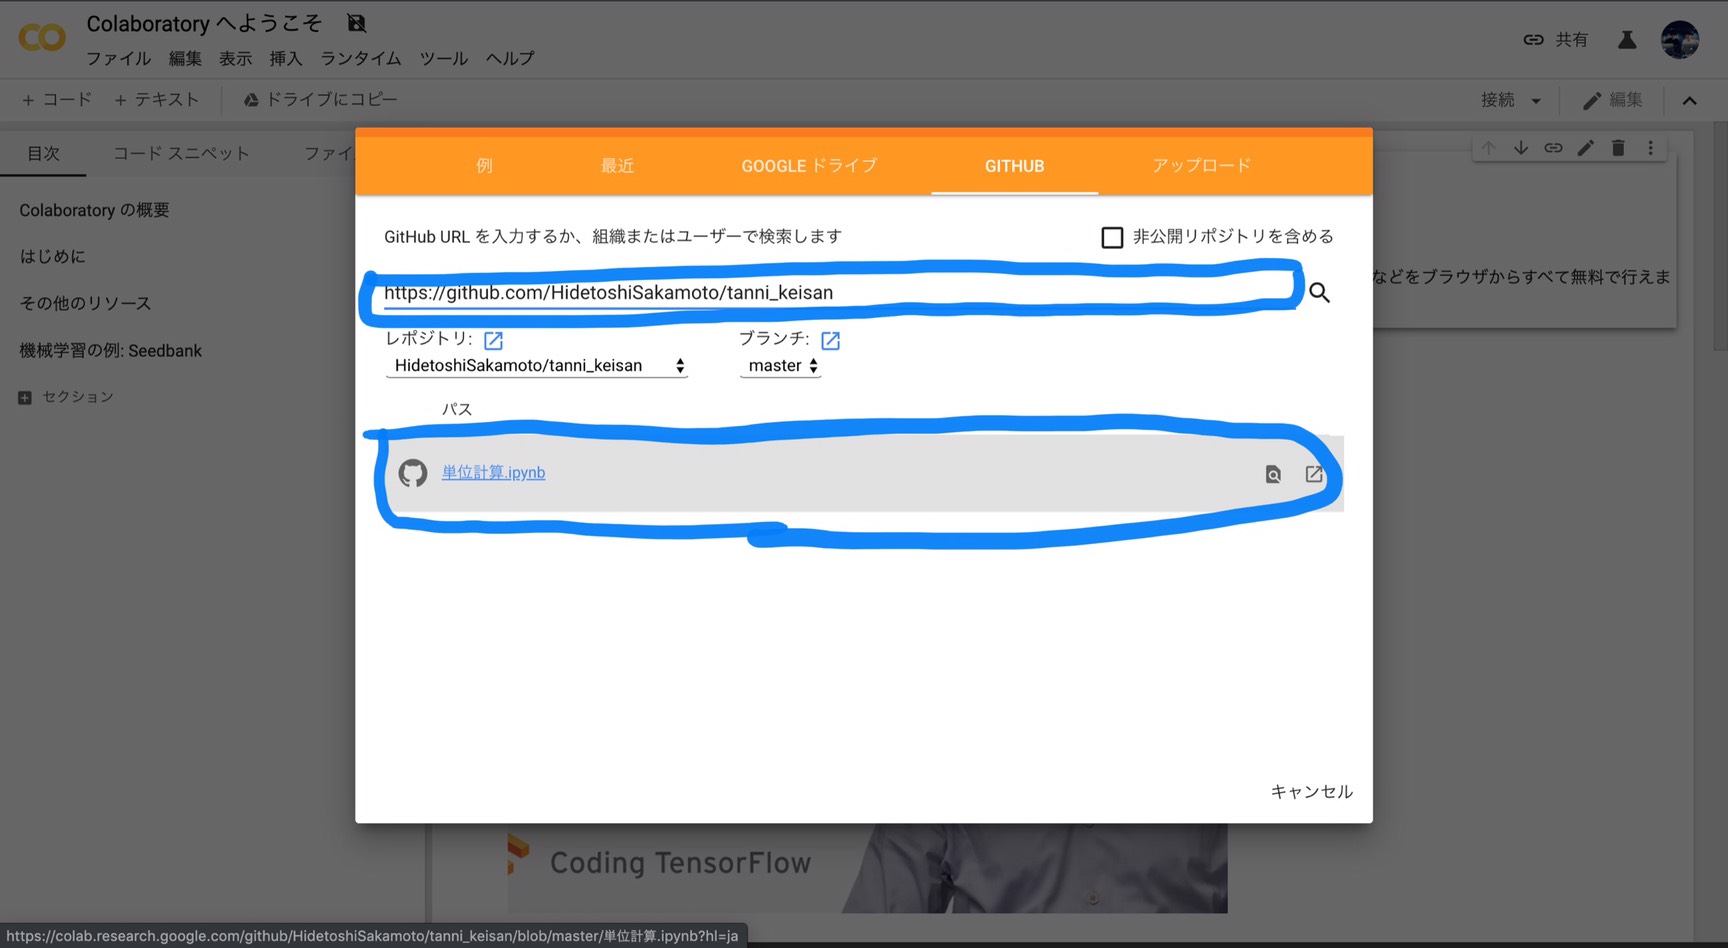 Colaboratory へようこそ
ファイル 編集 表示 挿入 ランタイム ツール ヘルプ
共有
+ コード + テキスト ドライブにコピー
接続 編集
目次 コード スニペット ファイ
Colaboratory の概要
はじめに
その他のリソース
機械学習の例: Seedbank
セクション
例 最近 GOOGLE ドライブ GITHUB アップロード
GitHub URL を入力するか、組織またはユーザーで検索します
非公開リポジトリを含める
https://github.com/HidetoshiSakamoto/tanni_keisan
レポジトリ: ブランチ:
HidetoshiSakamoto/tanni_keisan master
パス
単位計算.ipynb
キャンセル
などをブラウザからすべて無料で行えま
Coding TensorFlow
https://colab.research.google.com/github/HidetoshiSakamoto/tanni_keisan/blob/master/単位計算.ipynb?hl=ja